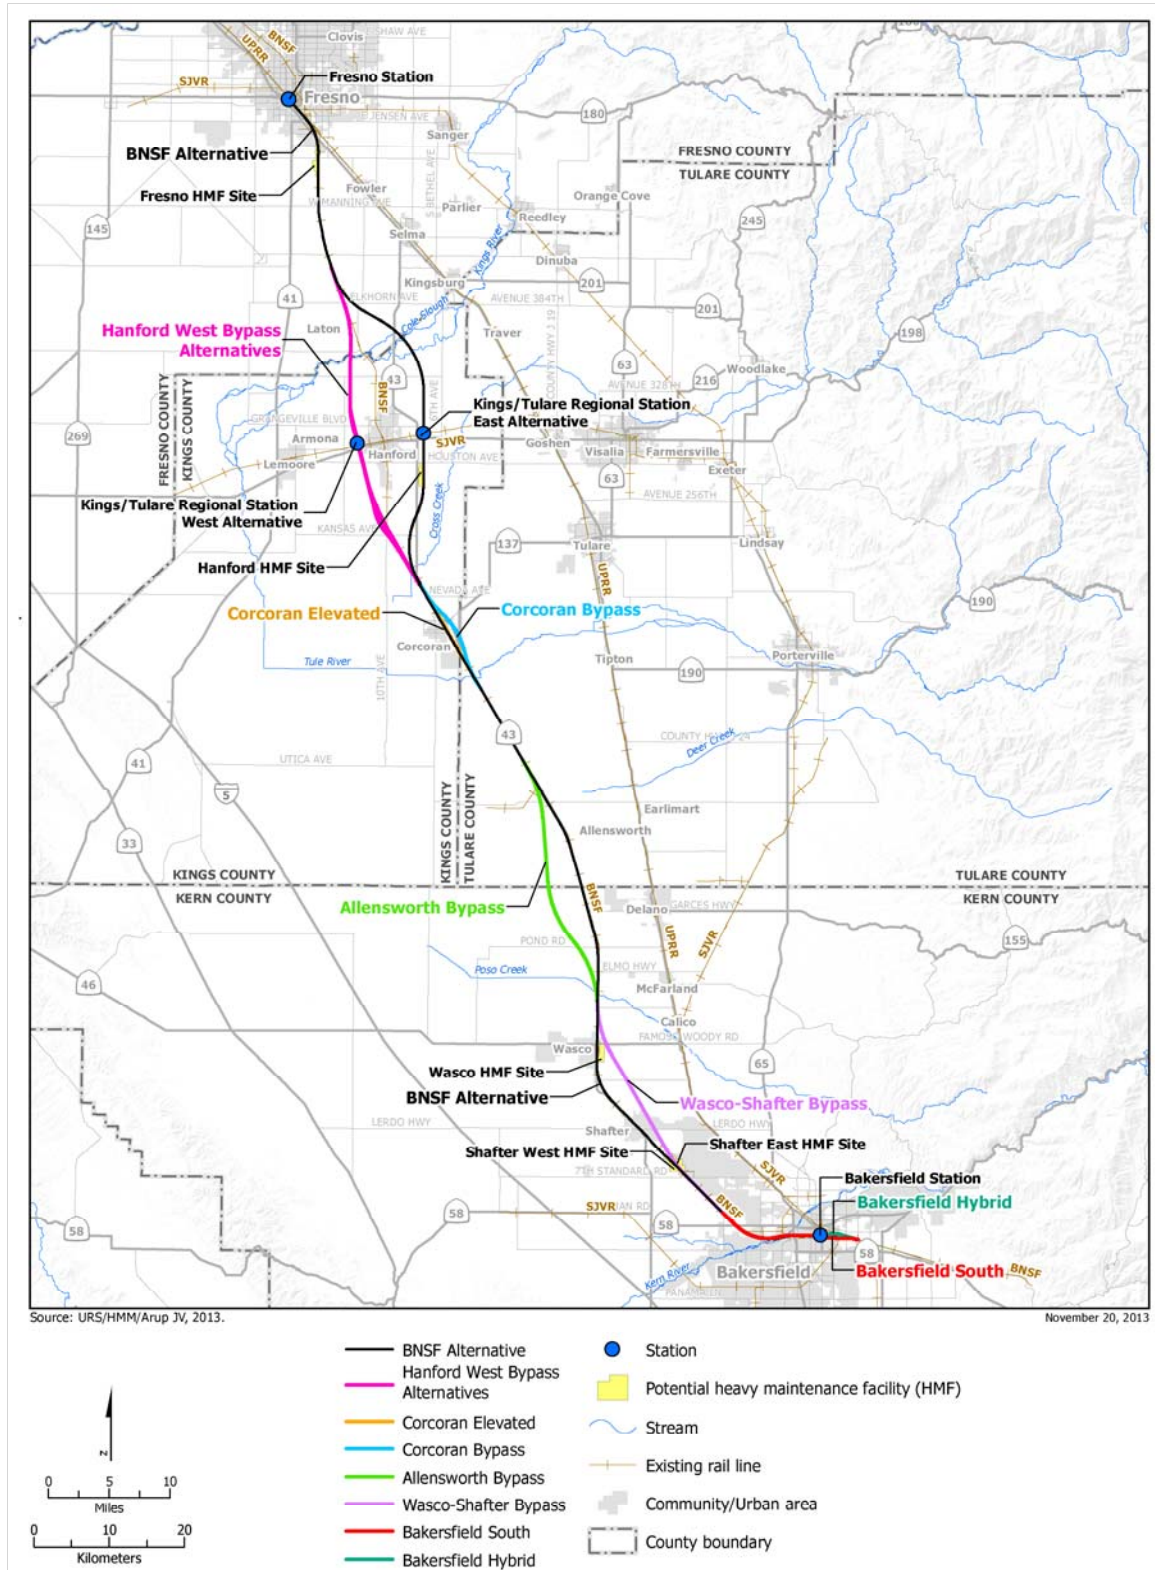 Clovis
SHAW AVE
180
BNSF
UPRR
SJVR
Fresno Station
Fresno
E JENSEN AVE
180
Sanger
BNSF Alternative
FRESNO COUNTY
TULARE COUNTY
Fresno HMF Site
Fowler
W MANNING AVE
S BETHEL AVE
Parlier
Orange Cove
Reedley
145
245
Selma
Kings River
Dinuba
Kingsburg
201
41
ELKHORN AVE
AVENUE 384TH
201
Cole Slough
Hanford West Bypass
Alternatives
Laton
Traver
COUNTY HWY J 19
198
63
Woodlake
43
216
AVENUE 328TH
FRESNO COUNTY
KINGS COUNTY
BNSF
6TH AVE
Kings/Tulare Regional Station
East Alternative
GRANGEVILLE BLVD
269
Armona
SJVR
Goshen
Visalia
Farmersville
Hanford
HOUSTON AVE
Lemoore
Exeter
63
AVENUE 256TH
Kings/Tulare Regional Station
West Alternative
Cross Creek
KANSAS AVE
137
Tulare
Lindsay
Hanford HMF Site
UPRR
NEVADA AVE
190
Corcoran Elevated
Corcoran Bypass
Corcoran
Tule River
10TH AVE
Tipton
Porterville
190
43
COUNTY HWY J 24
Deer Creek
UTICA AVE
41
5
KINGS COUNTY
TULARE COUNTY
Earlimart
Allensworth
33
KINGS COUNTY
KERN COUNTY
TULARE COUNTY
KERN COUNTY
BNSF
Allensworth Bypass
Delano
GARCES HWY
UPRR
SJVR
POND RD
155
Poso Creek
ELMO HWY
46
McFarland
Calico
FAMOSO WOODY RD
Wasco
65
Wasco HMF Site
BNSF Alternative
Wasco-Shafter Bypass
LERDO HWY
Shafter
LERDO HWY
Shafter East HMF Site
Shafter West HMF Site
7TH STANDARD RD
SJVR
Bakersfield Station
BNSF
Bakersfield Hybrid
SJVR
58
58
58
58
Bakersfield
Bakersfield South
BNSF
Kern River
PANAMA LN
Source: URS/HMM/Arup JV, 2013.
November 20, 2013
BNSF Alternative
Hanford West Bypass
Alternatives
Corcoran Elevated
Corcoran Bypass
Allensworth Bypass
Wasco-Shafter Bypass
Bakersfield South
Bakersfield Hybrid
Station
Potential heavy maintenance facility (HMF)
Stream
Existing rail line
Community/Urban area
County boundary
N
0 5 10
Miles
0 10 20
Kilometers